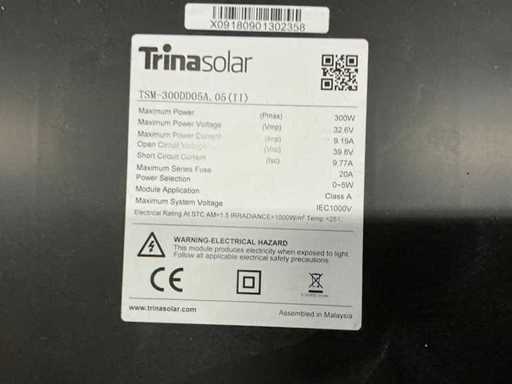 X09180901302358
Trinasolar
TSM-300DD05A.05(II)
Maximum Power (Pmax) 300W
Maximum Power Voltage (Vmp) 32.6V
Maximum Power Current (Imp) 9.19A
Open Circuit Voltage (Voc) 39.8V
Short Circuit Current (Isc) 9.77A
Maximum Series Fuse 20A
Power Selection 0~5W
Module Application Class A
Maximum System Voltage IEC1000V
Electrical Rating At STC AM=1.5 IRRADIANCE=1000W/m² Temp.=25
WARNING-ELECTRICAL HAZARD
This module produces electricity when exposed to light.
Follow all applicable electrical safety precautions.
CE
www.trinasolar.com
Assembled in Malaysia